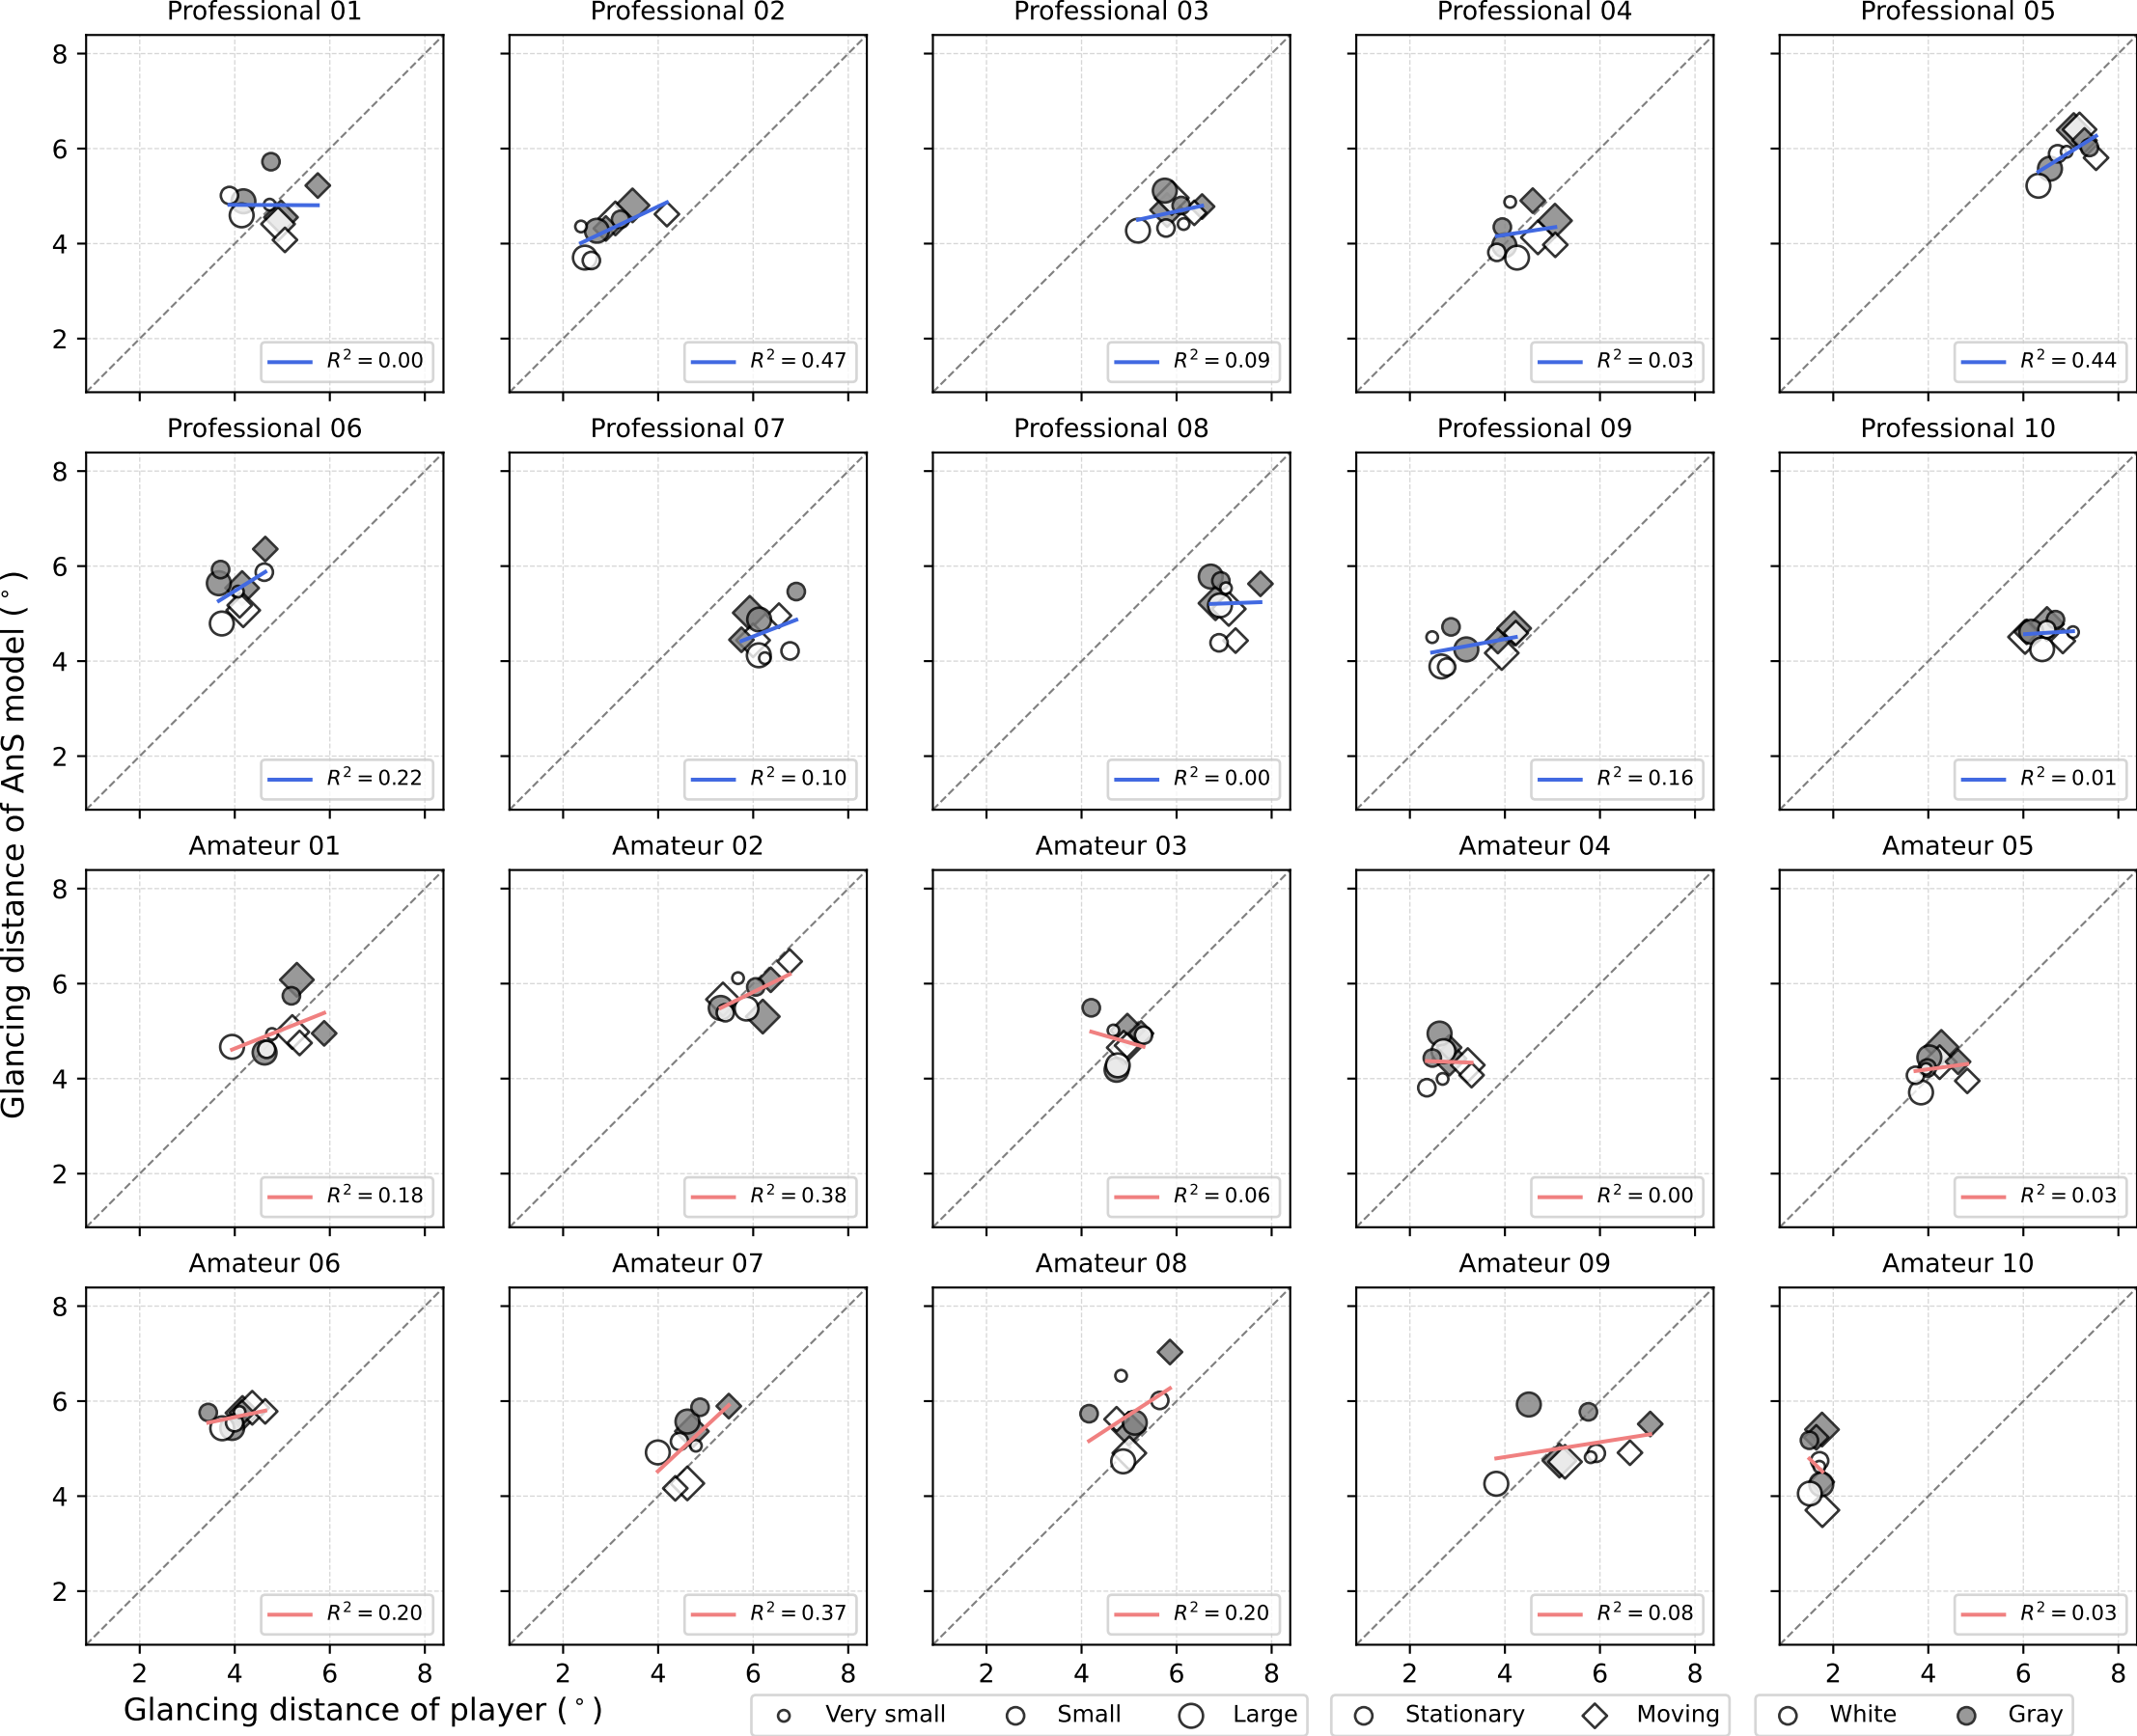 Professional 01
Professional 02
Professional 03
Professional 04
Professional 05
8
6
4
2
R² = 0.00
R² = 0.47
R² = 0.09
R² = 0.03
R² = 0.44
Professional 06
Professional 07
Professional 08
Professional 09
Professional 10
8
6
4
2
R² = 0.22
R² = 0.10
R² = 0.00
R² = 0.16
R² = 0.01
Glancing distance of AnS model (°)
Amateur 01
Amateur 02
Amateur 03
Amateur 04
Amateur 05
8
6
4
2
R² = 0.18
R² = 0.38
R² = 0.06
R² = 0.00
R² = 0.03
Amateur 06
Amateur 07
Amateur 08
Amateur 09
Amateur 10
8
6
4
2
R² = 0.20
R² = 0.37
R² = 0.20
R² = 0.08
R² = 0.03
2 4 6 8
2 4 6 8
2 4 6 8
2 4 6 8
2 4 6 8
Glancing distance of player (°)
Very small Small Large
Stationary Moving
White Gray